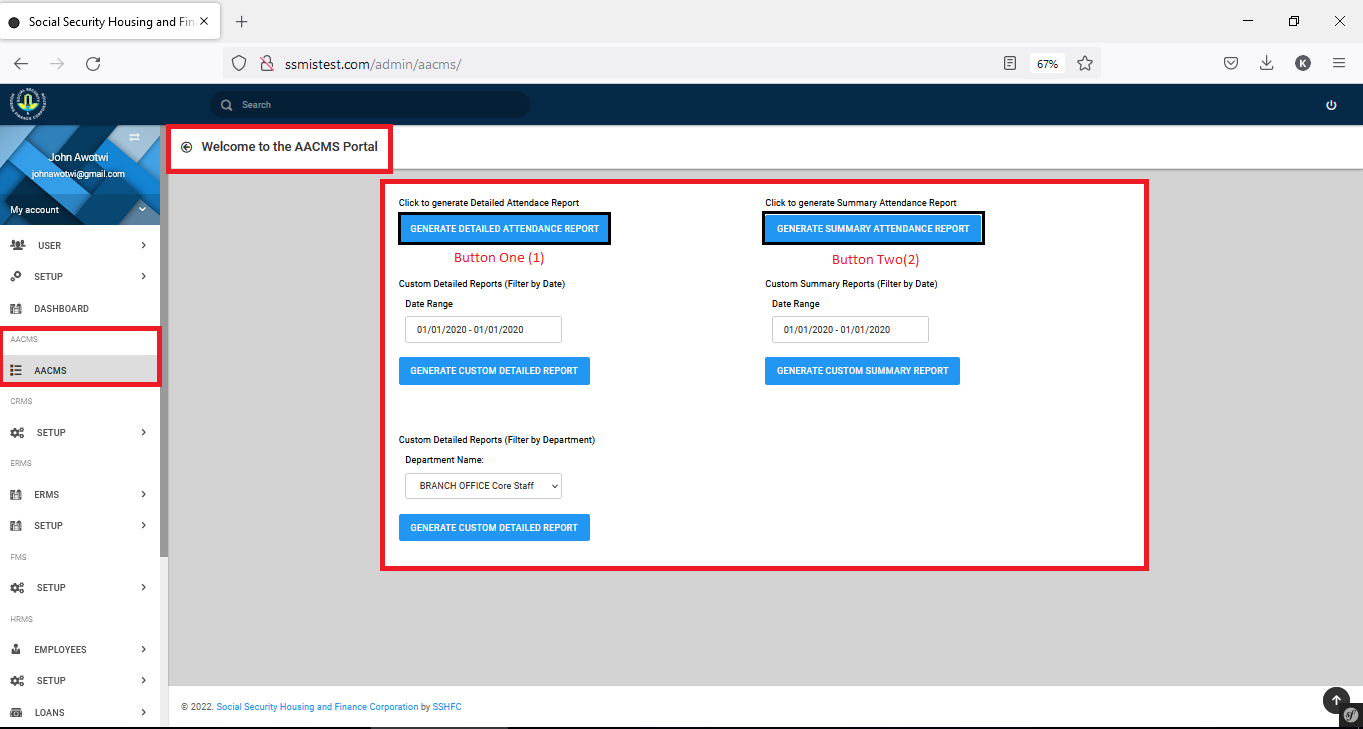 Social Security Housing and Fin
ssmistest.com/admin/aacms/
67%
K
Search
John Awotwi
johnawotwi@gmail.com
My account
USER
SETUP
DASHBOARD
AACMS
AACMS
CRMS
SETUP
ERMS
ERMS
SETUP
FMS
SETUP
HRMS
EMPLOYEES
SETUP
LOANS
Welcome to the AACMS Portal
Click to generate Detailed Attendace Report
GENERATE DETAILED ATTENDANCE REPORT
Button One (1)
Custom Detailed Reports (Filter by Date)
Date Range
01/01/2020 - 01/01/2020
GENERATE CUSTOM DETAILED REPORT
Click to generate Summary Attendance Report
GENERATE SUMMARY ATTENDANCE REPORT
Button Two(2)
Custom Summary Reports (Filter by Date)
Date Range
01/01/2020 - 01/01/2020
GENERATE CUSTOM SUMMARY REPORT
Custom Detailed Reports (Filter by Department)
Department Name:
BRANCH OFFICE Core Staff
GENERATE CUSTOM DETAILED REPORT
© 2022. Social Security Housing and Finance Corporation by SSHFC
sf